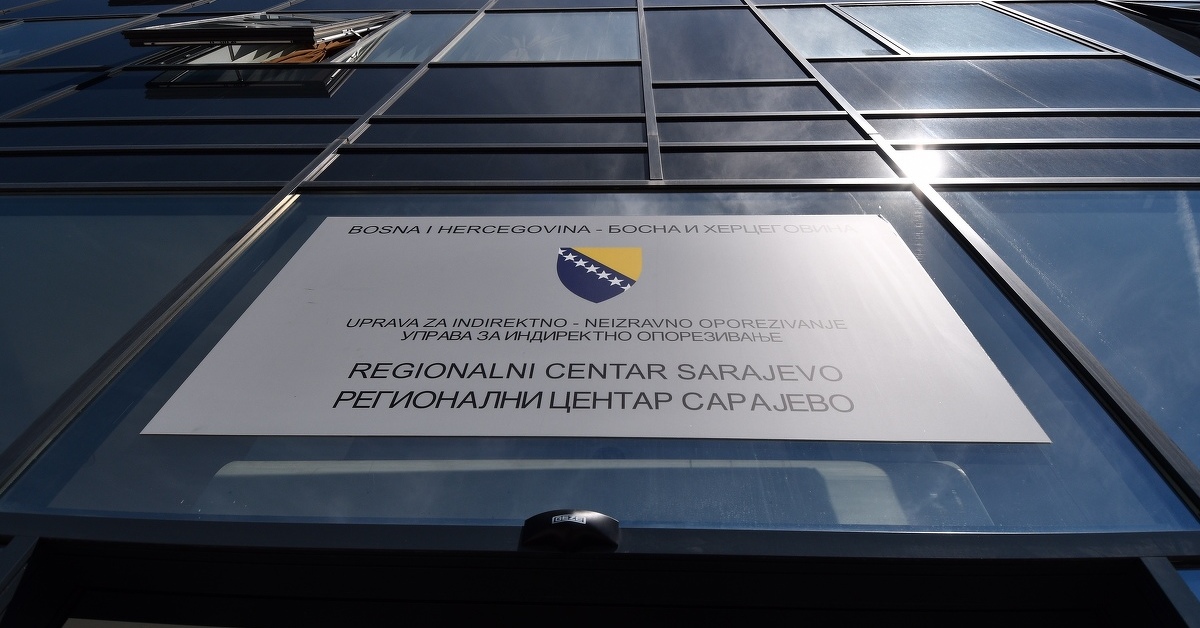 BOSNA I HERCEGOVINA - БОСНА И ХЕРЦЕГОВИНА
UPRAVA ZA INDIREKTNO - NEIZRAVNO OPOREZIVANJE
УПРАВА ЗА ИНДИРЕКТНО ОПОРЕЗИВАЊЕ
REGIONALNI CENTAR SARAJEVO
РЕГИОНАЛНИ ЦЕНТАР САРАЈЕВО
GEZE